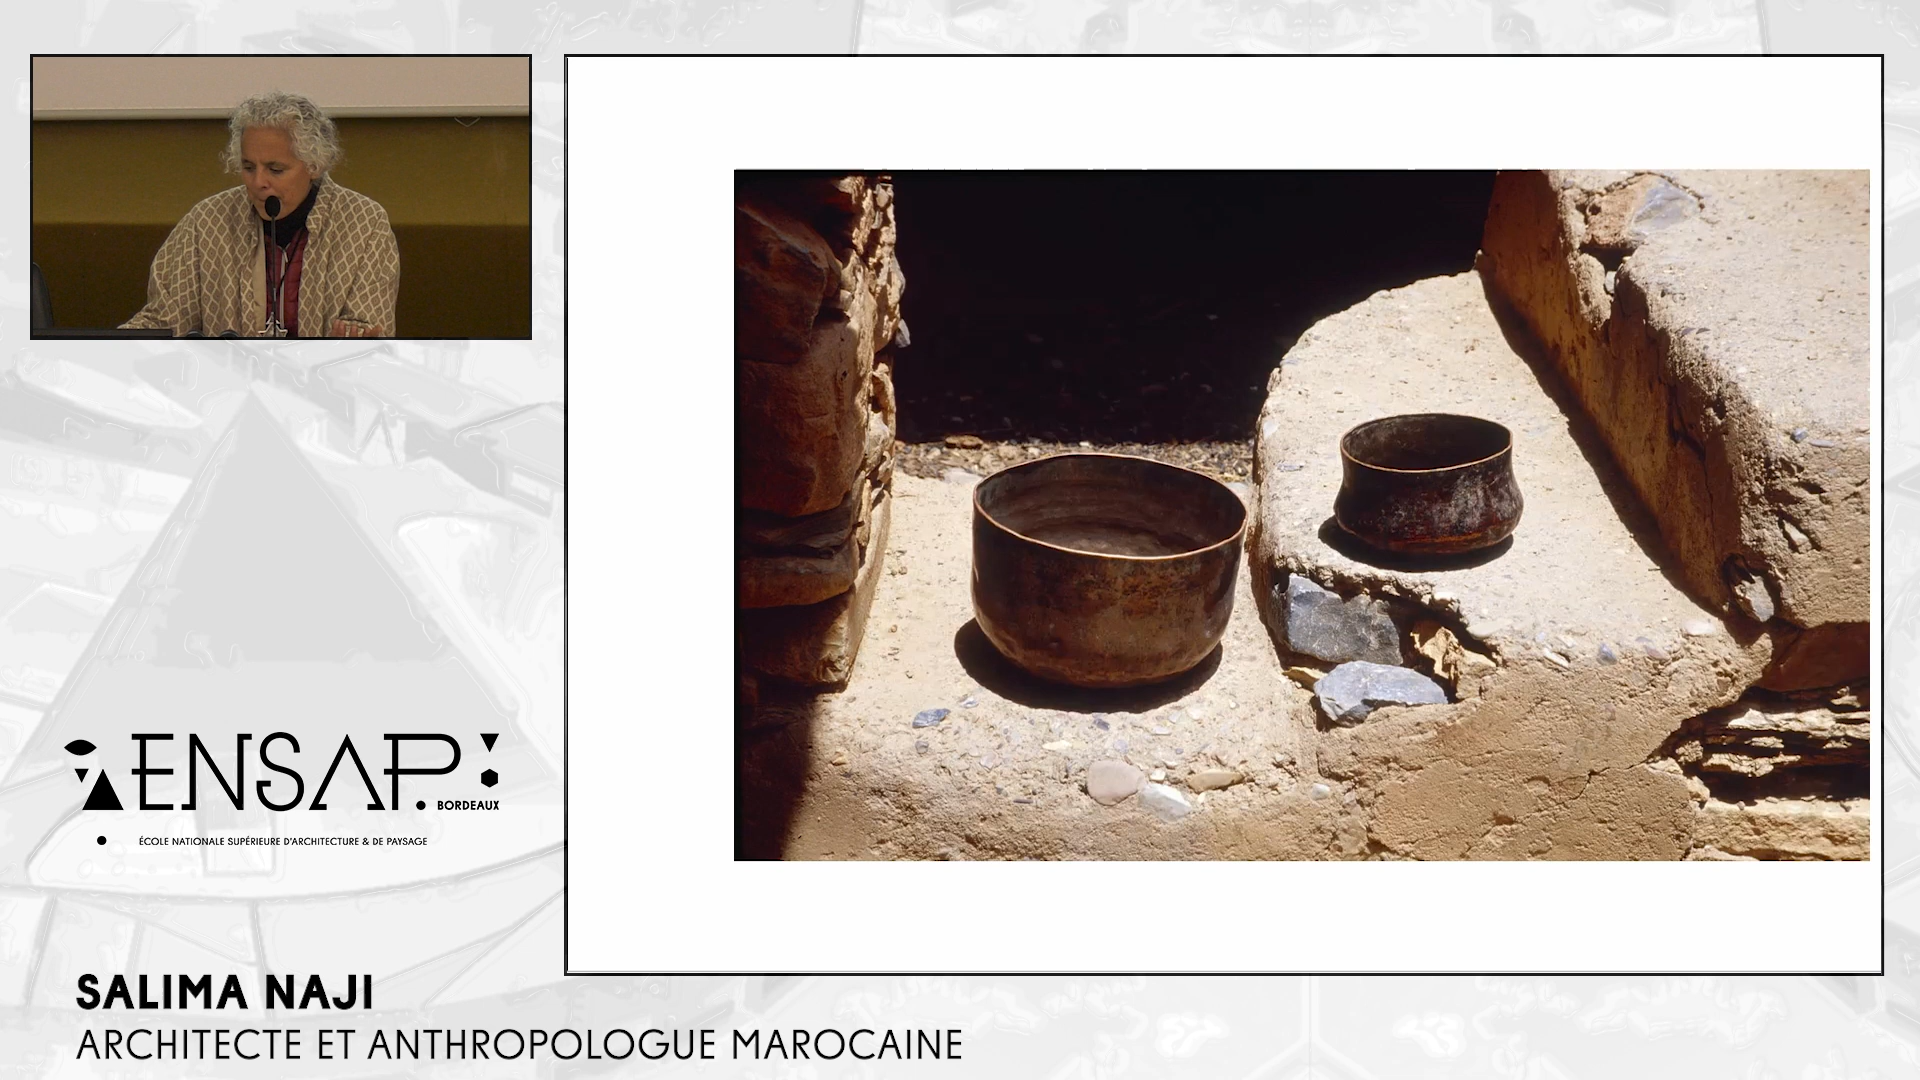 ENSAP.
BORDEAUX
ÉCOLE NATIONALE SUPÉRIEURE D'ARCHITECTURE & DE PAYSAGE
SALIMA NAJI
ARCHITECTE ET ANTHROPOLOGUE MAROCAINE